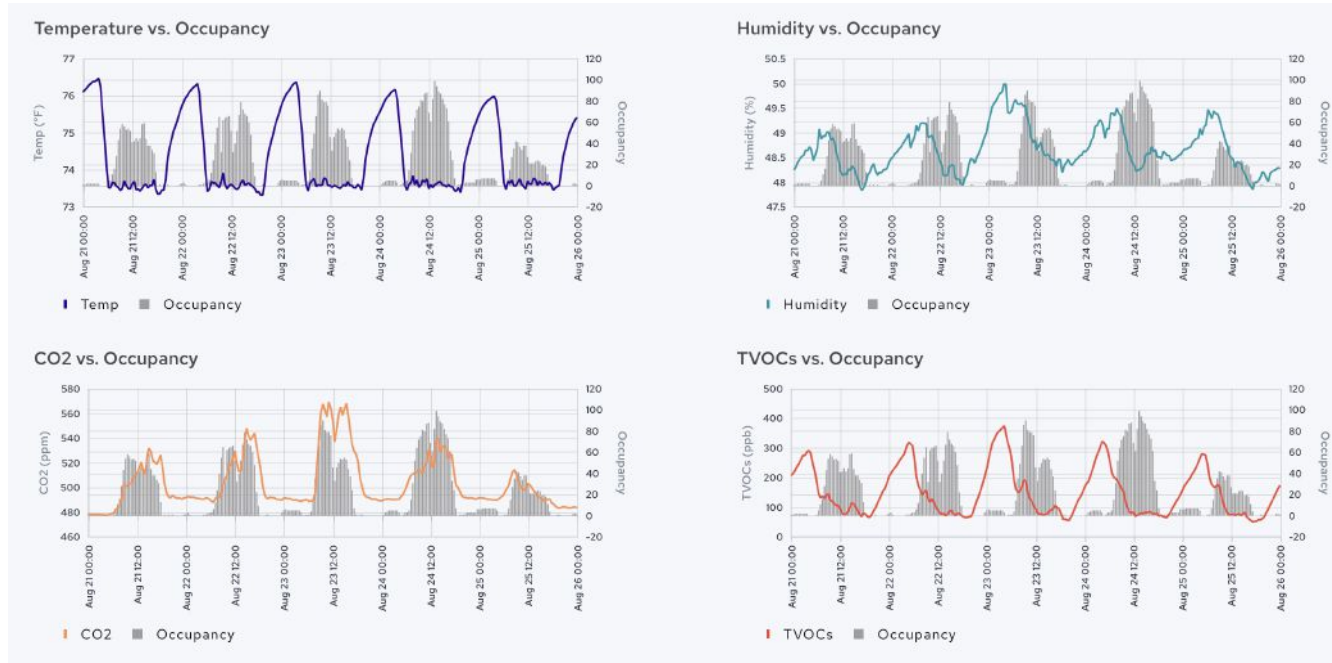 Temperature vs. Occupancy
77
76
75
74
73
Temp (°F)
120
100
80
60
40
20
0
-20
Occupancy
Aug 21 00:00
Aug 21 12:00
Aug 22 00:00
Aug 22 12:00
Aug 23 00:00
Aug 23 12:00
Aug 24 00:00
Aug 24 12:00
Aug 25 00:00
Aug 25 12:00
Aug 26 00:00
Temp Occupancy
Humidity vs. Occupancy
50.5
50
49.5
49
48.5
48
47.5
Humidity (%)
120
100
80
60
40
20
0
-20
Occupancy
Aug 21 00:00
Aug 21 12:00
Aug 22 00:00
Aug 22 12:00
Aug 23 00:00
Aug 23 12:00
Aug 24 00:00
Aug 24 12:00
Aug 25 00:00
Aug 25 12:00
Aug 26 00:00
Humidity Occupancy
CO2 vs. Occupancy
580
560
540
520
500
480
460
CO2 (ppm)
120
100
80
60
40
20
0
-20
Occupancy
Aug 21 00:00
Aug 21 12:00
Aug 22 00:00
Aug 22 12:00
Aug 23 00:00
Aug 23 12:00
Aug 24 00:00
Aug 24 12:00
Aug 25 00:00
Aug 25 12:00
Aug 26 00:00
CO2 Occupancy
TVOCs vs. Occupancy
500
400
300
200
100
0
TVOCs (ppb)
120
100
80
60
40
20
0
-20
Occupancy
Aug 21 00:00
Aug 21 12:00
Aug 22 00:00
Aug 22 12:00
Aug 23 00:00
Aug 23 12:00
Aug 24 00:00
Aug 24 12:00
Aug 25 00:00
Aug 25 12:00
Aug 26 00:00
TVOCs Occupancy